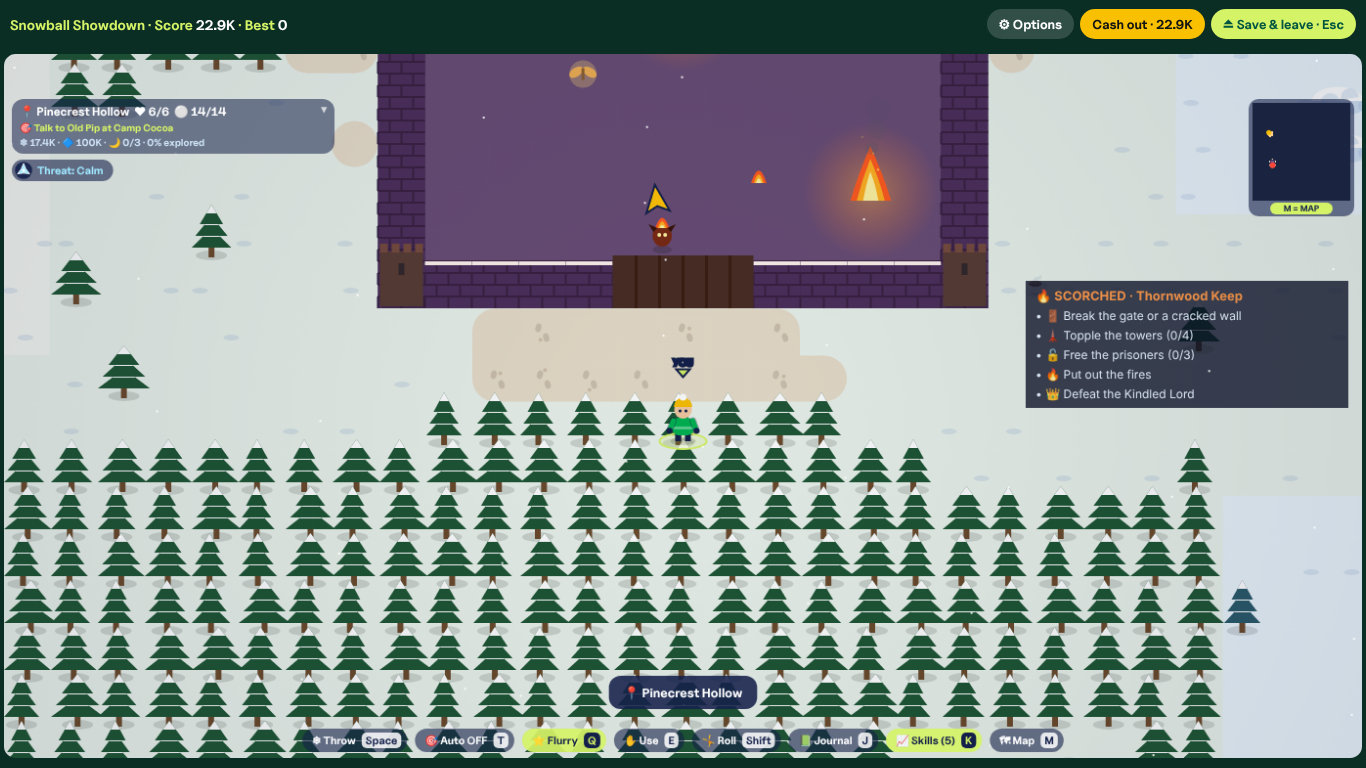 Snowball Showdown · Score 22.9K · Best 0
⚙ Options
Cash out · 22.9K
⏏ Save & leave · Esc
📍 Pinecrest Hollow ♥ 6/6 ⚪ 14/14 ▼
🎯 Talk to Old Pip at Camp Cocoa
❄ 17.4K · 🔷 100K · 🌙 0/3 · 0% explored
Threat: Calm
M = MAP
🔥 SCORCHED · Thornwood Keep
• 🚪 Break the gate or a cracked wall
• 🗼 Topple the towers (0/4)
• 🔓 Free the prisoners (0/3)
• 🔥 Put out the fires
• 👑 Defeat the Kindled Lord
📍 Pinecrest Hollow
❄ Throw Space
🎯 Auto OFF T
⭐ Flurry Q
✋ Use E
🤸 Roll Shift
📗 Journal J
📈 Skills (5) K
🗺 Map M